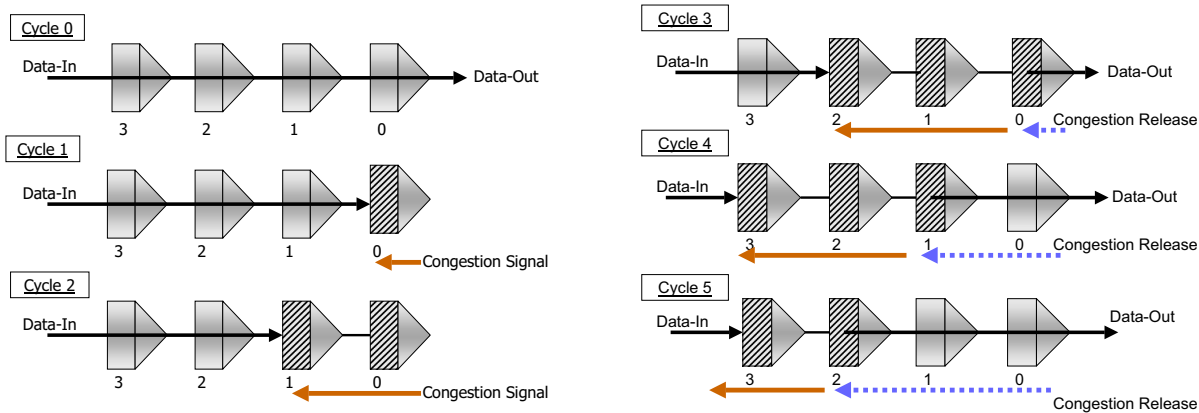 Cycle 0
Data-In
Data-Out
3 2 1 0
Cycle 1
Data-In
3 2 1 0
Congestion Signal
Cycle 2
Data-In
3 2 1 0
Congestion Signal
Cycle 3
Data-In
Data-Out
3 2 1 0
Congestion Release
Cycle 4
Data-In
Data-Out
3 2 1 0
Congestion Release
Cycle 5
Data-In
Data-Out
3 2 1 0
Congestion Release